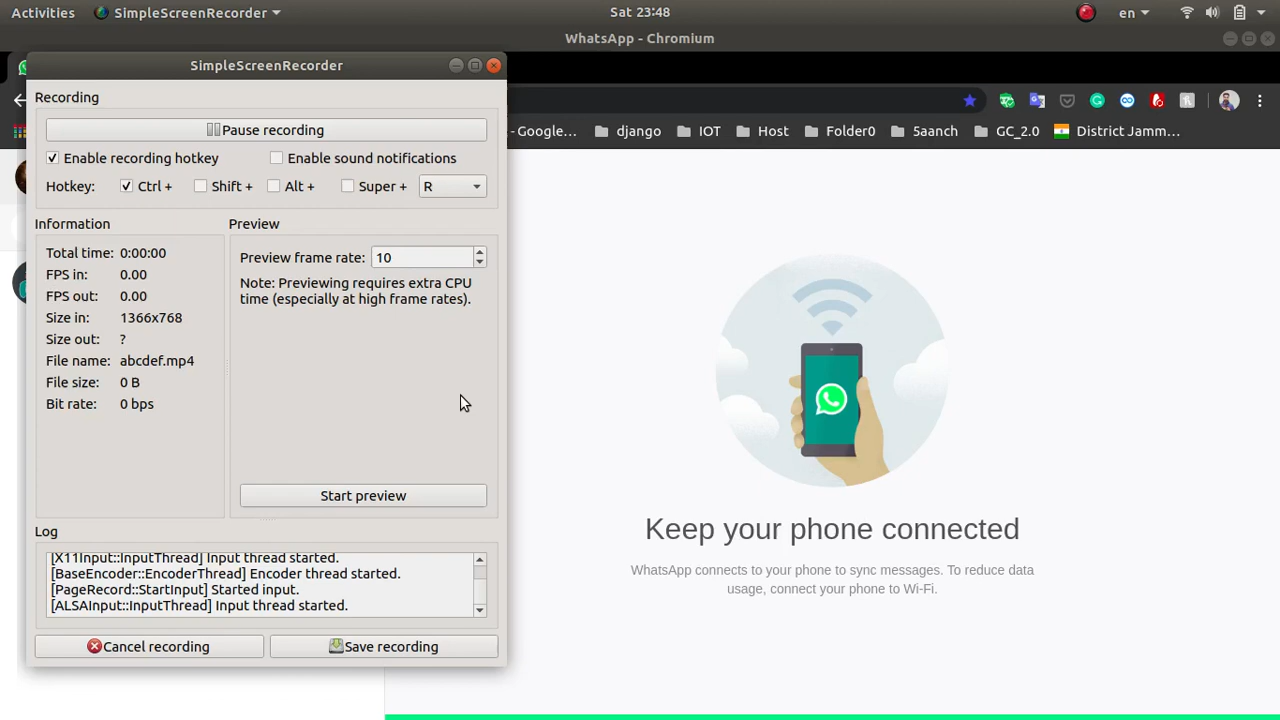 Activities
SimpleScreenRecorder
Sat 23:48
en
WhatsApp - Chromium
SimpleScreenRecorder
- Google...
django
IOT
Host
Folder0
5aanch
GC_2.0
District Jamm...
Recording
Pause recording
Enable recording hotkey
Enable sound notifications
Hotkey:
Ctrl +
Shift +
Alt +
Super +
R
Information
Preview
Total time: 0:00:00
FPS in: 0.00
FPS out: 0.00
Size in: 1366x768
Size out: ?
File name: abcdef.mp4
File size: 0 B
Bit rate: 0 bps
Preview frame rate: 10
Note: Previewing requires extra CPU
time (especially at high frame rates).
Start preview
Log
[X11Input::InputThread] Input thread started.
[BaseEncoder::EncoderThread] Encoder thread started.
[PageRecord::StartInput] Started input.
[ALSAInput::InputThread] Input thread started.
Cancel recording
Save recording
Keep your phone connected
WhatsApp connects to your phone to sync messages. To reduce data
usage, connect your phone to Wi-Fi.